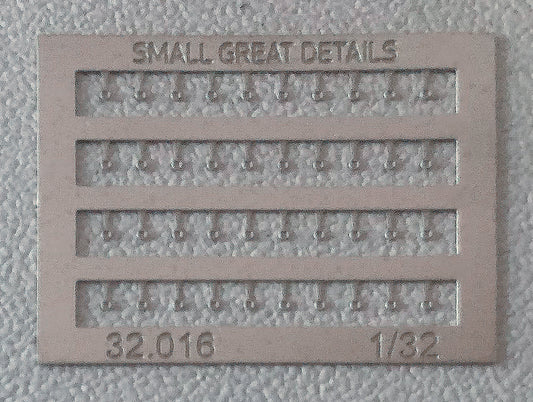 SMALL GREAT DETAILS
32.016 1/32